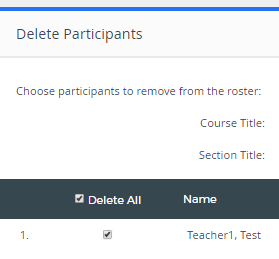 Delete Participants
Choose participants to remove from the roster:
Course Title:
Section Title:
Delete All Name
1. Teacher1, Test